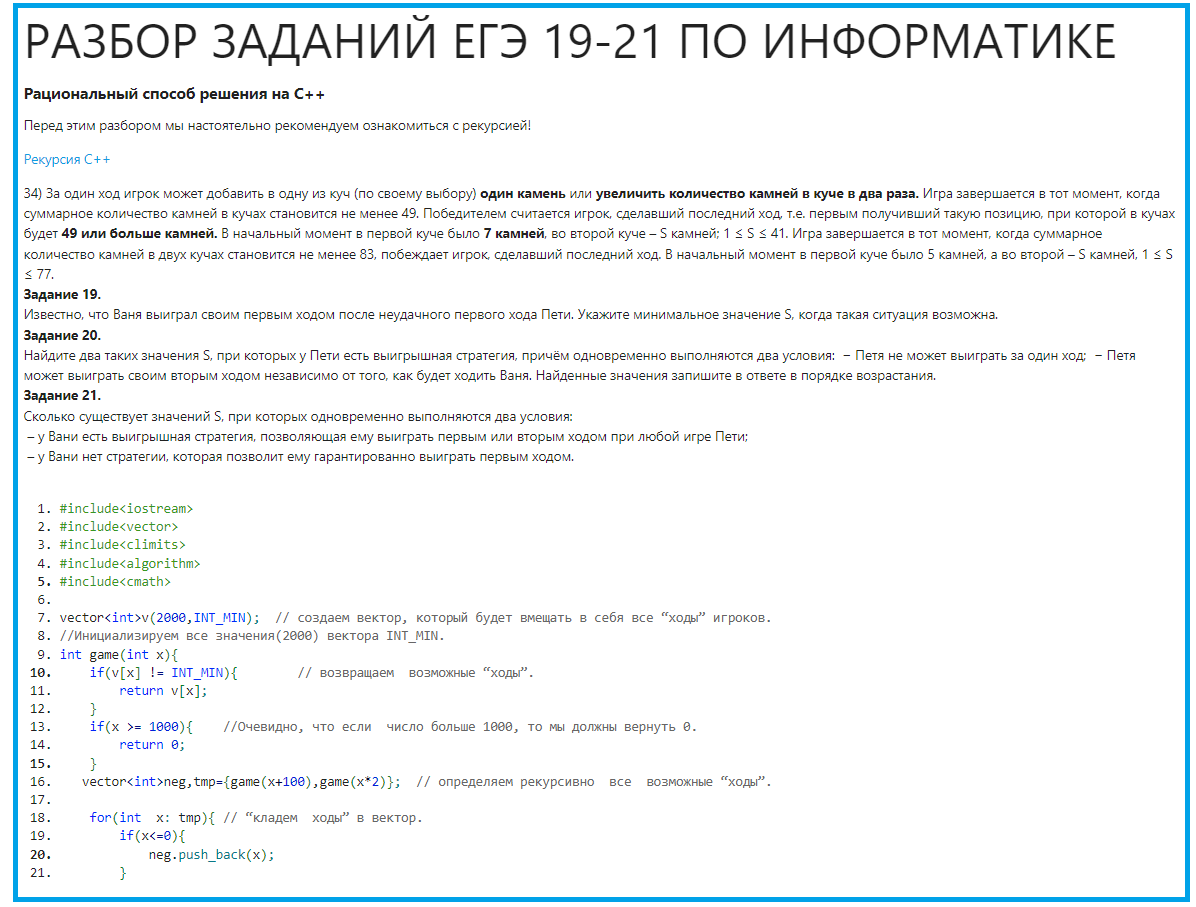 РАЗБОР ЗАДАНИЙ ЕГЭ 19-21 ПО ИНФОРМАТИКЕ
Рациональный способ решения на C++
Перед этим разбором мы настоятельно рекомендуем ознакомиться с рекурсией!
Рекурсия C++
34) За один ход игрок может добавить в одну из куч (по своему выбору) один камень или увеличить количество камней в куче в два раза. Игра завершается в тот момент, когда
суммарное количество камней в кучах становится не менее 49. Победителем считается игрок, сделавший последний ход, т.е. первым получивший такую позицию, при которой в кучах
будет 49 или больше камней. В начальный момент в первой куче было 7 камней, во второй куче – S камней; 1 ≤ S ≤ 41. Игра завершается в тот момент, когда суммарное
количество камней в двух кучах становится не менее 83, побеждает игрок, сделавший последний ход. В начальный момент в первой куче было 5 камней, а во второй – S камней, 1 ≤ S
≤ 77.
Задание 19.
Известно, что Ваня выиграл своим первым ходом после неудачного первого хода Пети. Укажите минимальное значение S, когда такая ситуация возможна.
Задание 20.
Найдите два таких значения S, при которых у Пети есть выигрышная стратегия, причём одновременно выполняются два условия: − Петя не может выиграть за один ход; − Петя
может выиграть своим вторым ходом независимо от того, как будет ходить Ваня. Найденные значения запишите в ответе в порядке возрастания.
Задание 21.
Сколько существует значений S, при которых одновременно выполняются два условия:
– у Вани есть выигрышная стратегия, позволяющая ему выиграть первым или вторым ходом при любой игре Пети;
– у Вани нет стратегии, которая позволит ему гарантированно выиграть первым ходом.
1. #include<iostream>
2. #include<vector>
3. #include<climits>
4. #include<algorithm>
5. #include<cmath>
6.
7. vector<int>v(2000,INT_MIN); // создаем вектор, который будет вмещать в себя все “ходы” игроков.
8. //Инициализируем все значения(2000) вектора INT_MIN.
9. int game(int x){
10. if(v[x] != INT_MIN){ // возвращаем возможные “ходы”.
11. return v[x];
12. }
13. if(x >= 1000){ //Очевидно, что если число больше 1000, то мы должны вернуть 0.
14. return 0;
15. }
16. vector<int>neg,tmp={game(x+100),game(x*2)}; // определяем рекурсивно все возможные “ходы”.
17.
18. for(int x: tmp){ // “кладем ходы” в вектор.
19. if(x<=0){
20. neg.push_back(x);
21. }